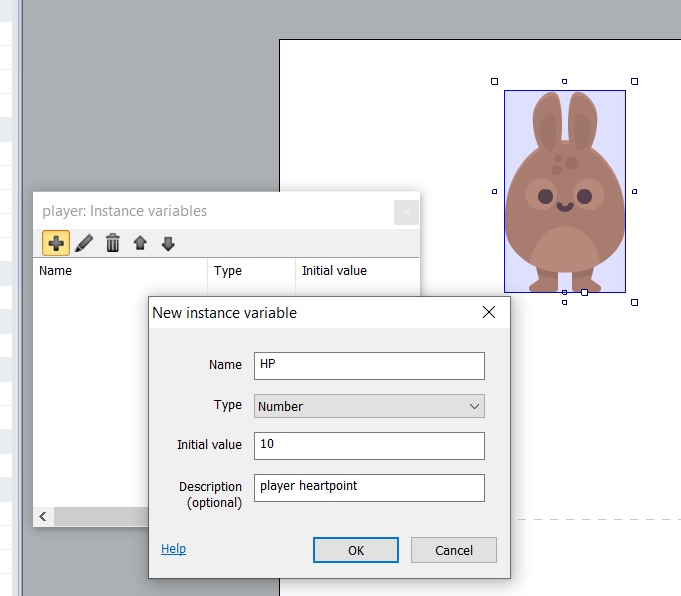 player: Instance variables
Name Type Initial value
New instance variable
Name HP
Type Number
Initial value 10
Description player heartpoint
(optional)
Help OK Cancel